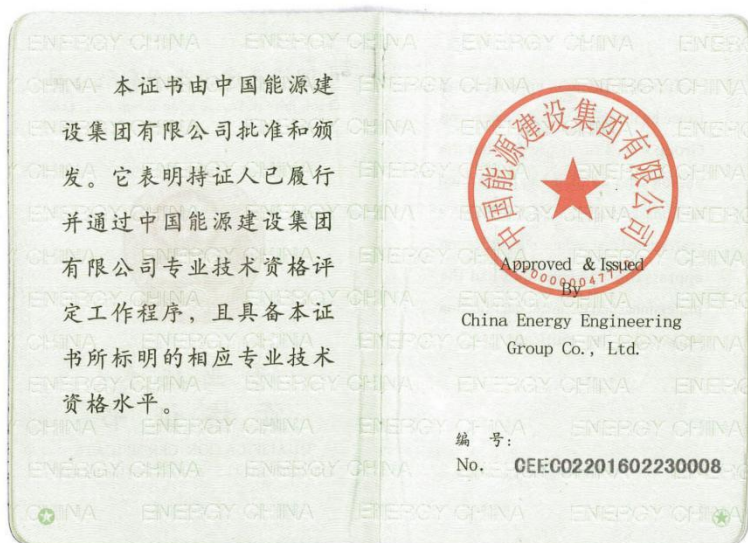 本证书由中国能源建
设集团有限公司批准和颁
发。它表明持证人已履行
并通过中国能源建设集团
有限公司专业技术资格评
定工作程序，且具备本证
书所标明的相应专业技术
资格水平。
中国能源建设集团有限公司
Approved & Issued
By
China Energy Engineering
Group Co., Ltd.
编 号:
No. CEEC02201602230008
ENERGY CHINA